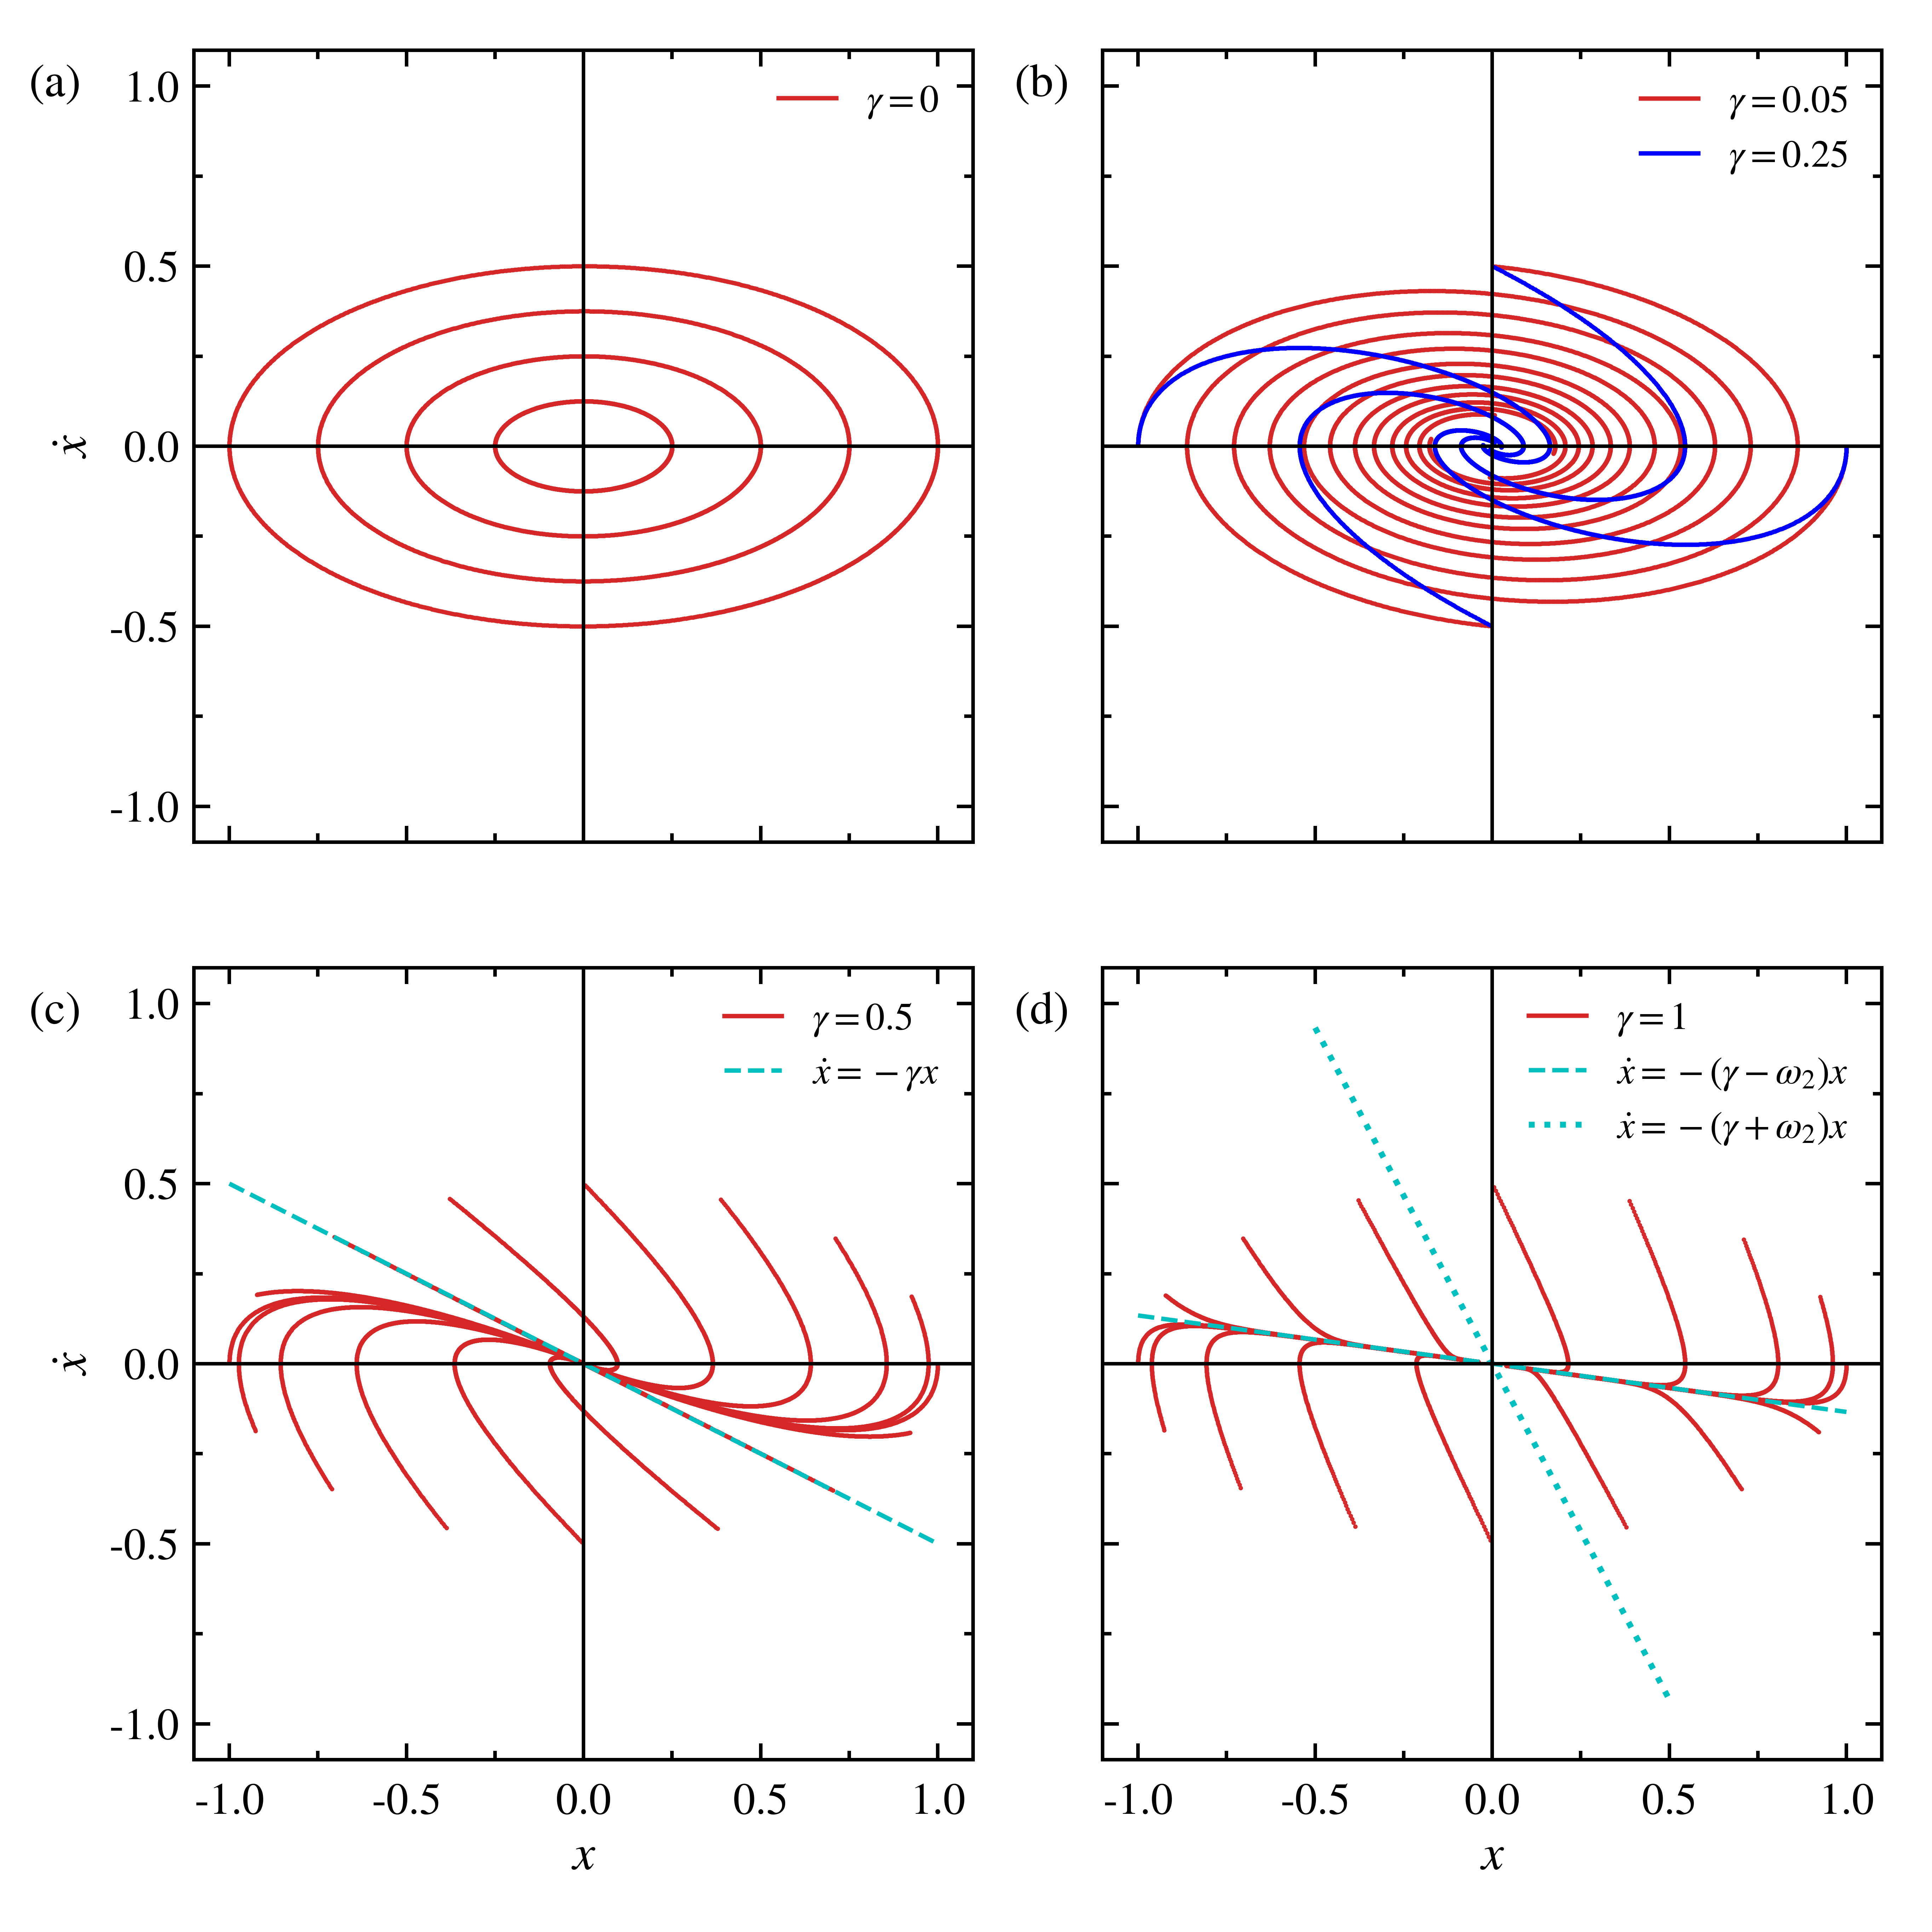 (a)
1.0
0.5
0.0
-0.5
-1.0
ẋ
γ = 0
(b)
γ = 0.05
γ = 0.25
(c)
1.0
0.5
0.0
-0.5
-1.0
ẋ
γ = 0.5
ẋ = − γx
-1.0 -0.5 0.0 0.5 1.0
x
(d)
γ = 1
ẋ = − (γ − ω₂)x
ẋ = − (γ + ω₂)x
-1.0 -0.5 0.0 0.5 1.0
x